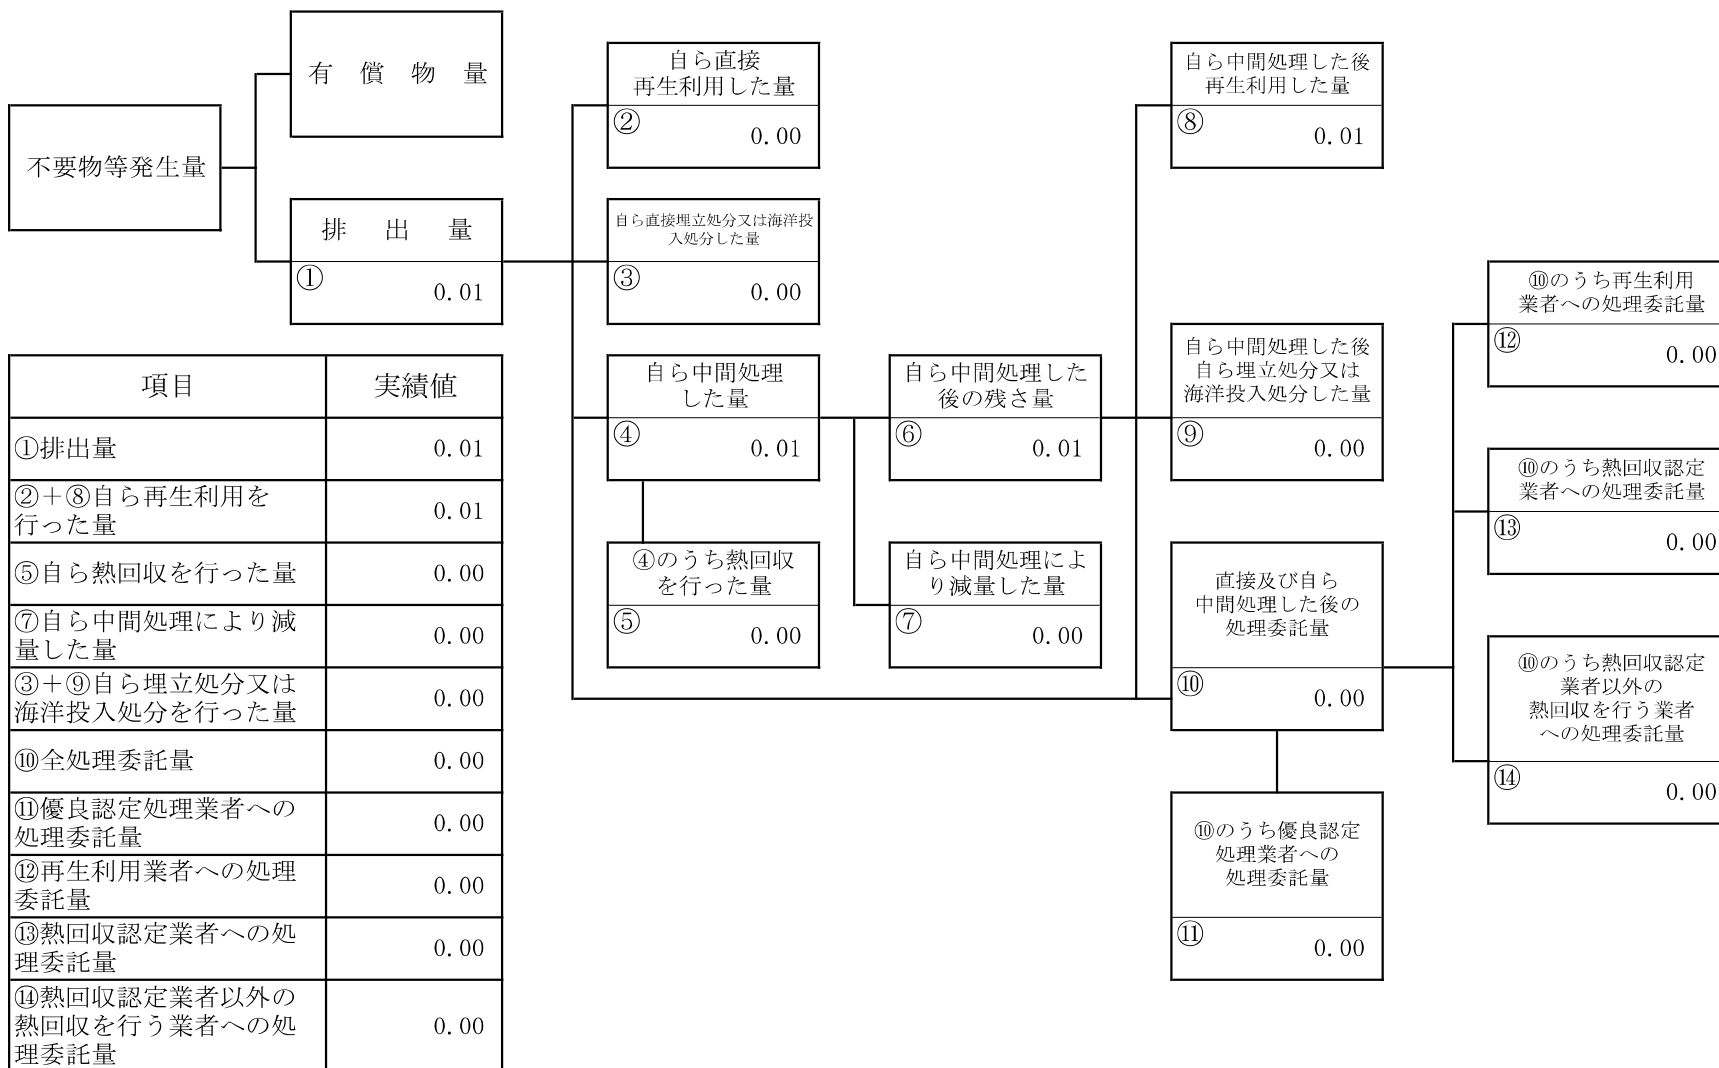 有償物量
不要物等発生量
排出量
①
0.01
自ら直接
再生利用した量
②
0.00
自ら直接埋立処分又は海洋投
入処分した量
③
0.00
自ら中間処理
した量
④
0.01
④のうち熱回収
を行った量
⑤
0.00
自ら中間処理した
後の残さ量
⑥
0.01
自ら中間処理によ
り減量した量
⑦
0.00
自ら中間処理した後
再生利用した量
⑧
0.01
自ら中間処理した後
自ら埋立処分又は
海洋投入処分した量
⑨
0.00
直接及び自ら
中間処理した後の
処理委託量
⑩
0.00
⑩のうち優良認定
処理業者への
処理委託量
⑪
0.00
⑩のうち再生利用
業者への処理委託量
⑫
0.00
⑩のうち熱回収認定
業者への処理委託量
⑬
0.00
⑩のうち熱回収認定
業者以外の
熱回収を行う業者
への処理委託量
⑭
0.00
項目 実績値
①排出量 0.01
②＋⑧自ら再生利用を
行った量 0.01
⑤自ら熱回収を行った量 0.00
⑦自ら中間処理により減
量した量 0.00
③＋⑨自ら埋立処分又は
海洋投入処分を行った量 0.00
⑩全処理委託量 0.00
⑪優良認定処理業者への
処理委託量 0.00
⑫再生利用業者への処理
委託量 0.00
⑬熱回収認定業者への処
理委託量 0.00
⑭熱回収認定業者以外の
熱回収を行う業者への処
理委託量 0.00